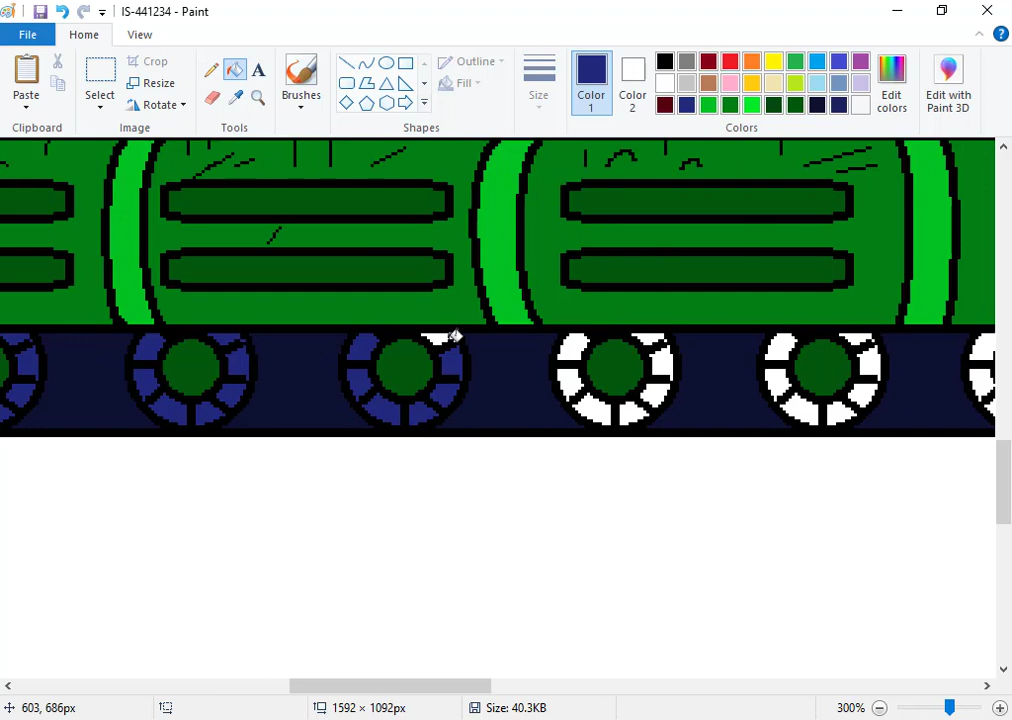 IS-441234 - Paint
File
Home
View
Paste
Clipboard
Select
Crop
Resize
Rotate
Image
A
Tools
Brushes
Outline
Fill
Shapes
Size
Color
1
Color
2
Edit
colors
Edit with
Paint 3D
Colors
603, 686px
1592 × 1092px
Size: 40.3KB
300%